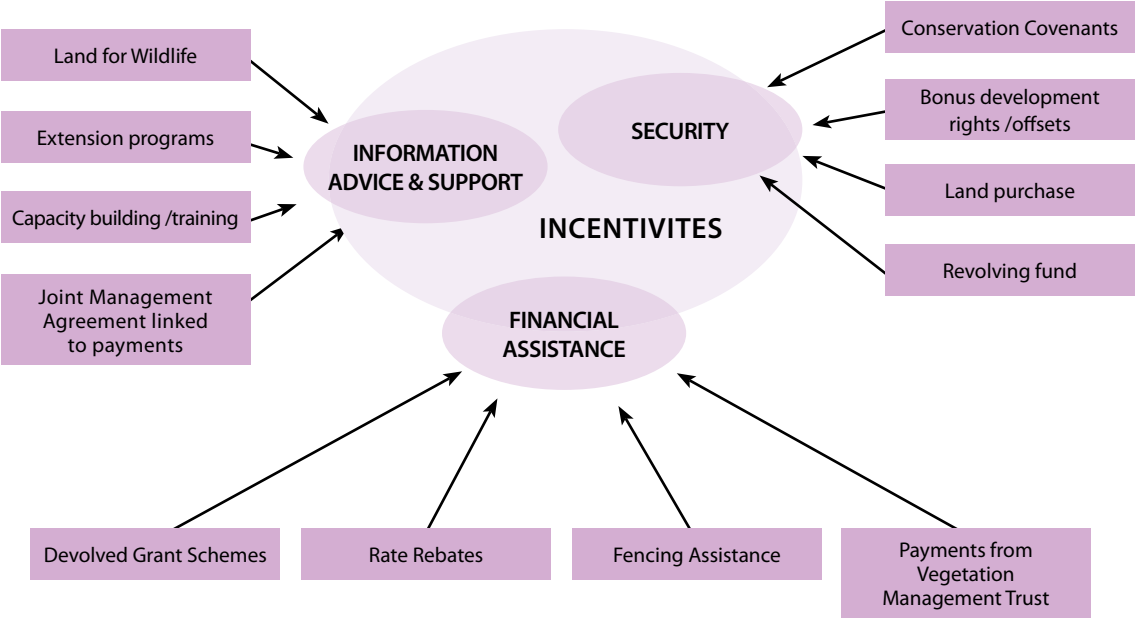 Land for Wildlife
Extension programs
Capacity building /training
Joint Management
Agreement linked
to payments
INFORMATION
ADVICE & SUPPORT
SECURITY
INCENTIVITES
FINANCIAL
ASSISTANCE
Conservation Covenants
Bonus development
rights /offsets
Land purchase
Revolving fund
Devolved Grant Schemes
Rate Rebates
Fencing Assistance
Payments from
Vegetation
Management Trust